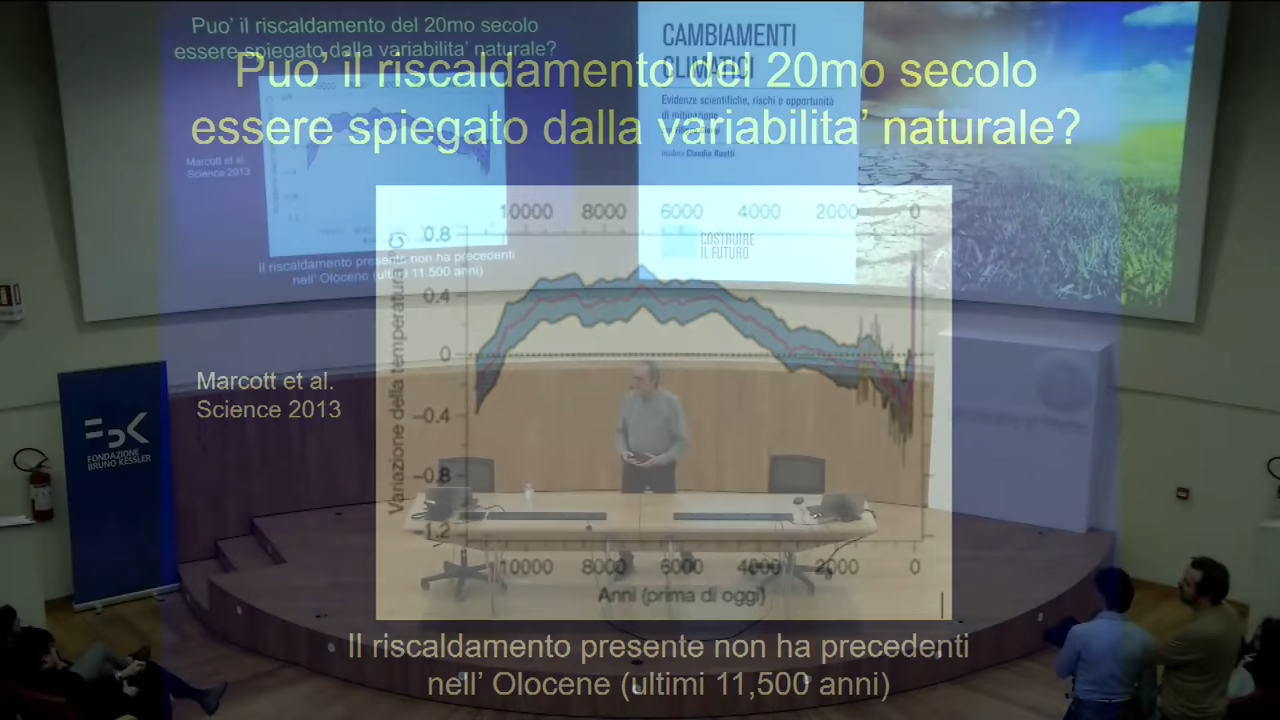 Puo' il riscaldamento del 20mo secolo
essere spiegato dalla variabilita' naturale?
Marcott et al.
Science 2013
Il riscaldamento presente non ha precedenti
nell' Olocene (ultimi 11.500 anni)
CAMBIAMENTI
CLIMATICI
Evidenze scientifiche, rischi e opportunità
di mitigazione
modera Claudio Ruatti
COSTRUIRE
IL FUTURO
Puo' il riscaldamento del 20mo secolo
essere spiegato dalla variabilita' naturale?
10000 8000 6000 4000 2000 0
Variazione della temperatura (°C)
0.8
0.4
0
−0.4
−0.8
−1.2
10000 8000 6000 4000 2000 0
Anni (prima di oggi)
Marcott et al.
Science 2013
Il riscaldamento presente non ha precedenti
nell' Olocene (ultimi 11,500 anni)
FBK
FONDAZIONE
BRUNO KESSLER